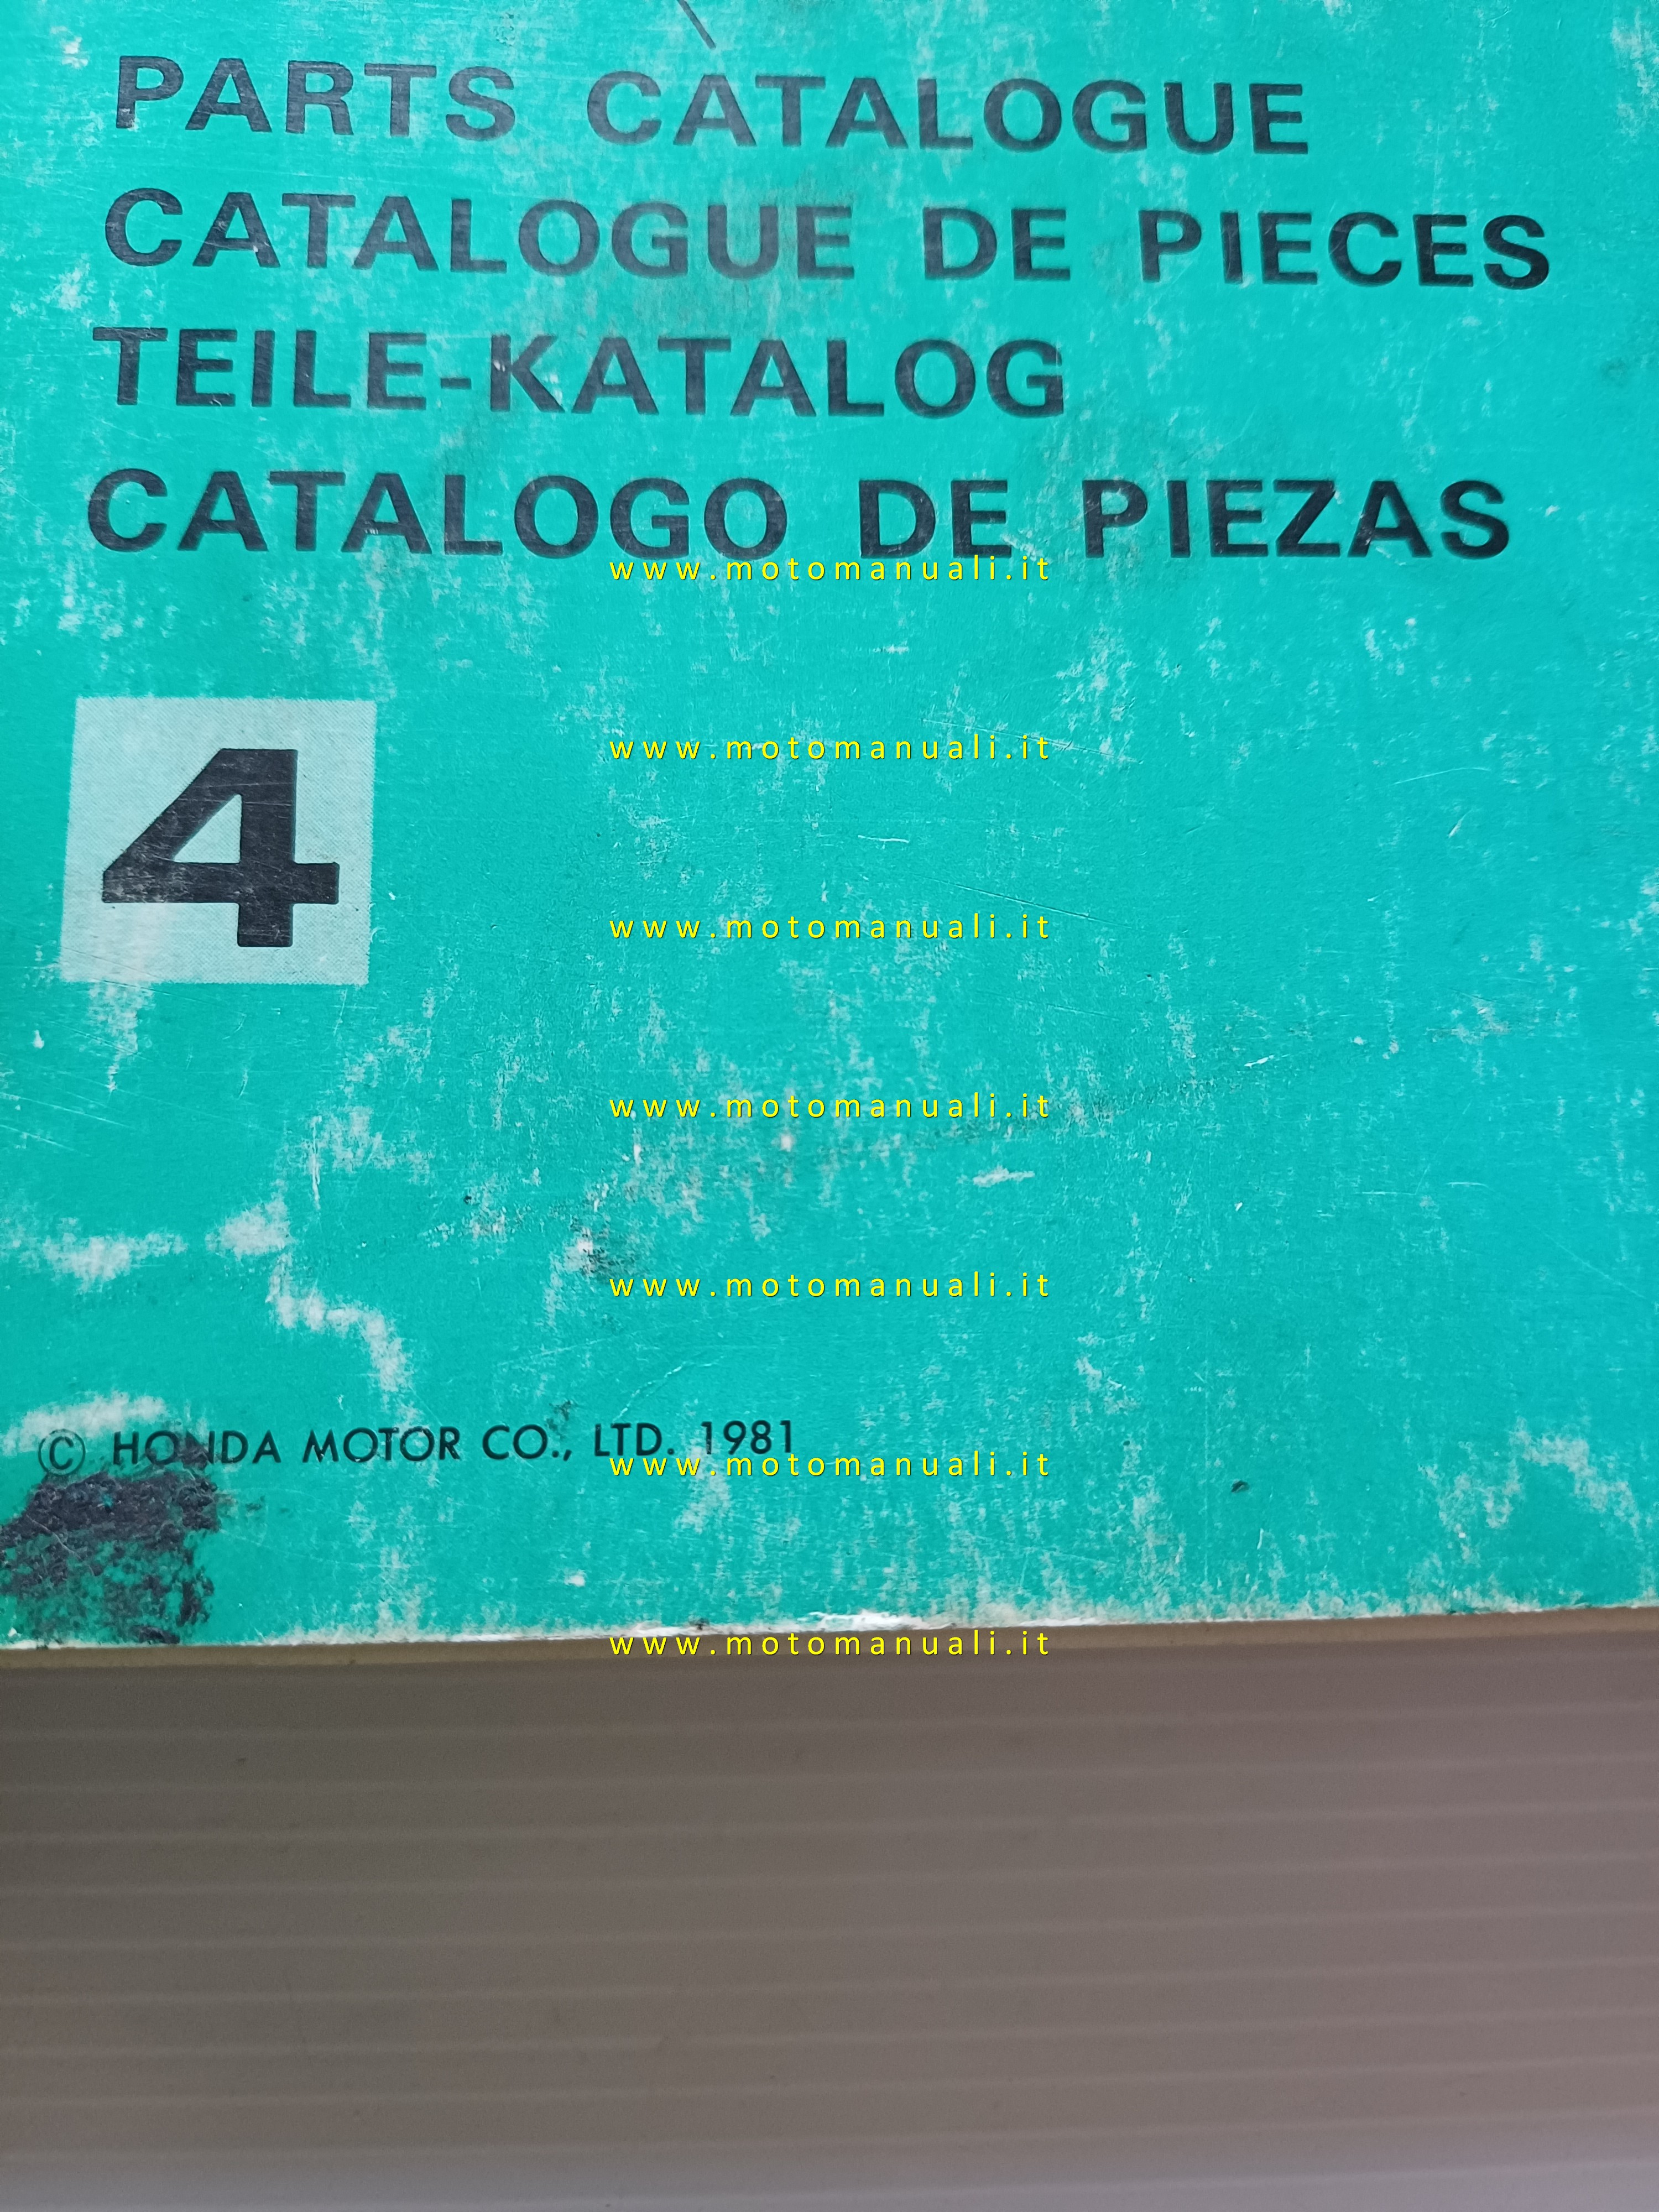 PARTS CATALOGUE
CATALOGUE DE PIECES
TEILE-KATALOG
CATALOGO DE PIEZAS
www.motomanuali.it
www.motomanuali.it
4
www.motomanuali.it
www.motomanuali.it
www.motomanuali.it
© HONDA MOTOR CO., LTD. 1981
www.motomanuali.it
www.motomanuali.it